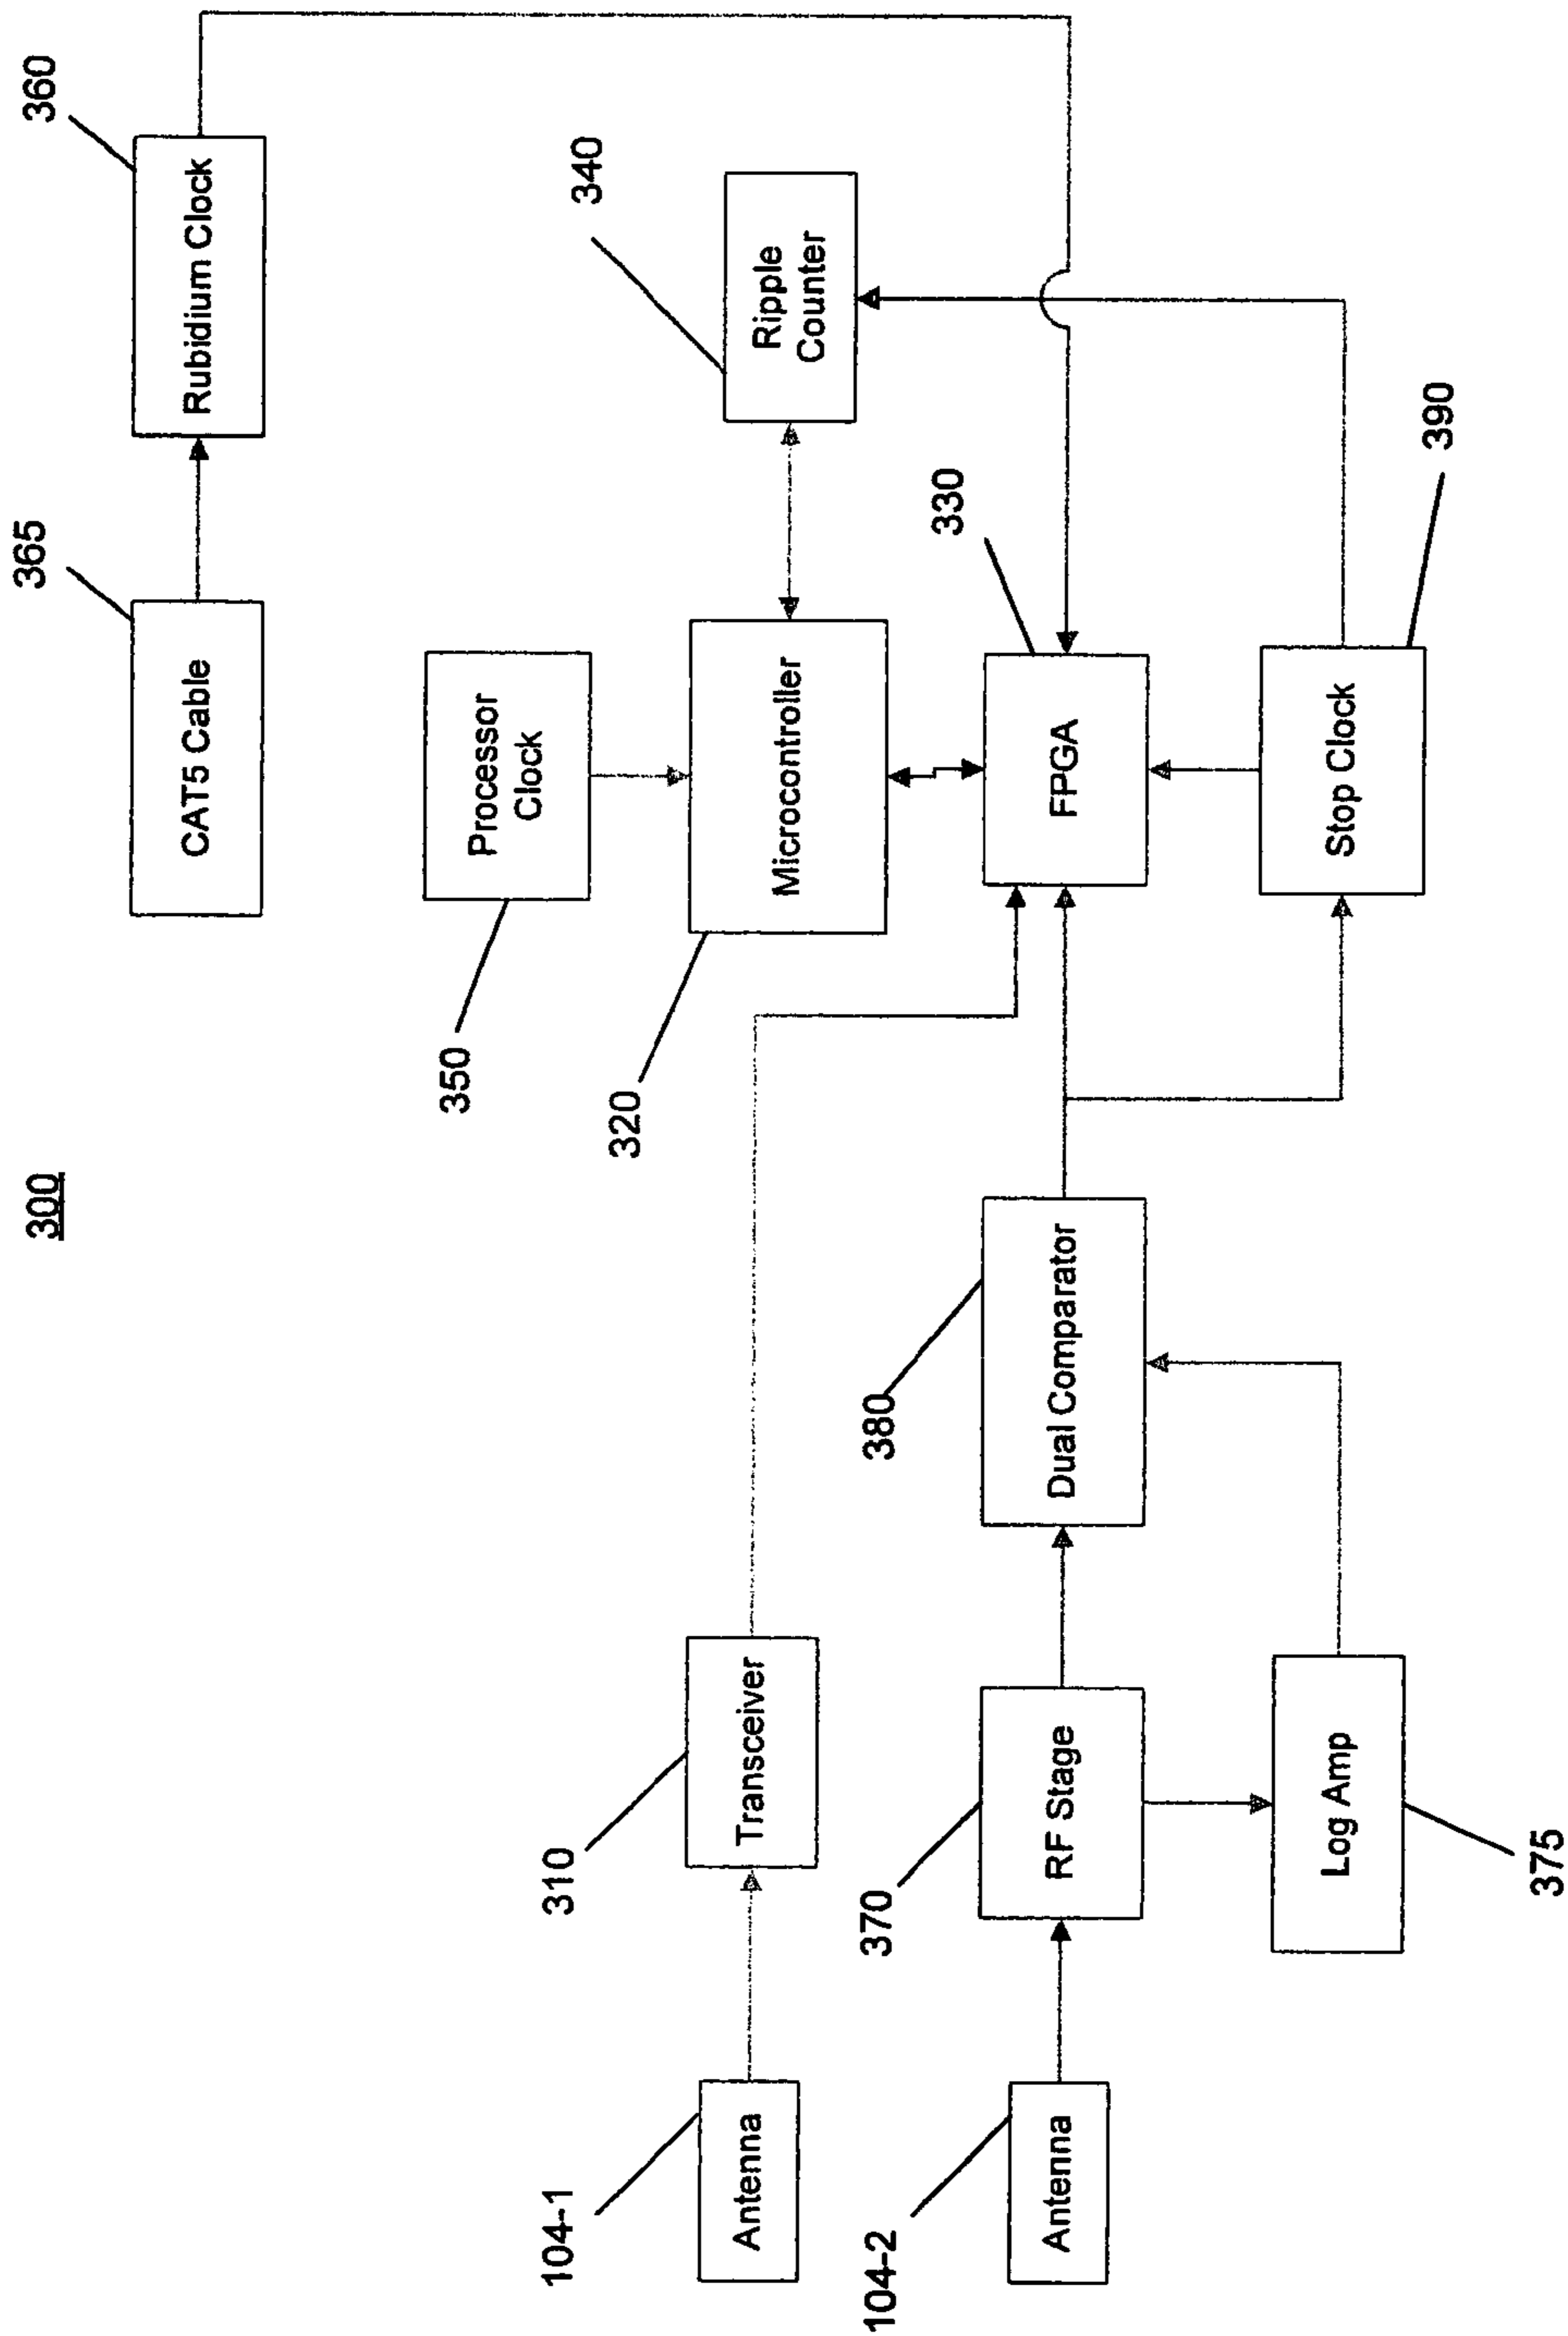 300
365
360
CAT5 Cable
Rubidium Clock
350
Processor
Clock
340
Ripple
Counter
320
Microcontroller
104-1
Antenna
310
Transceiver
330
FPGA
104-2
Antenna
370
RF Stage
380
Dual Comparator
Log Amp
375
Stop Clock
390